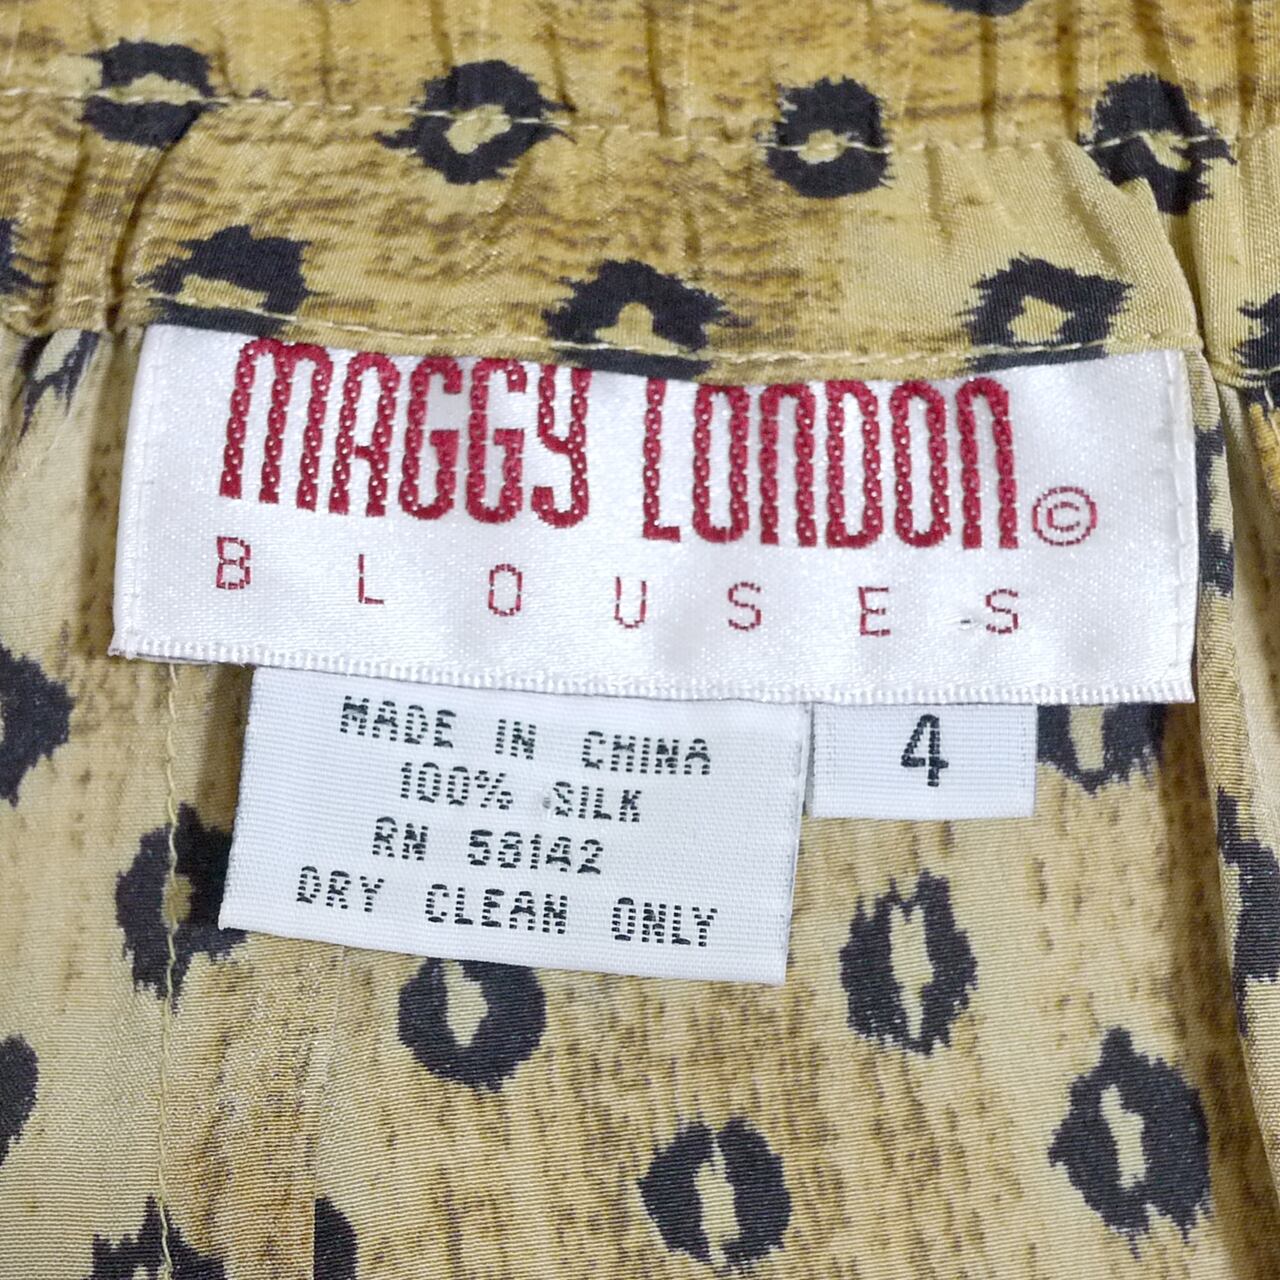 MAGGY LONDON ©
BLOUSES
MADE IN CHINA
100% SILK
RN 58142
DRY CLEAN ONLY
4